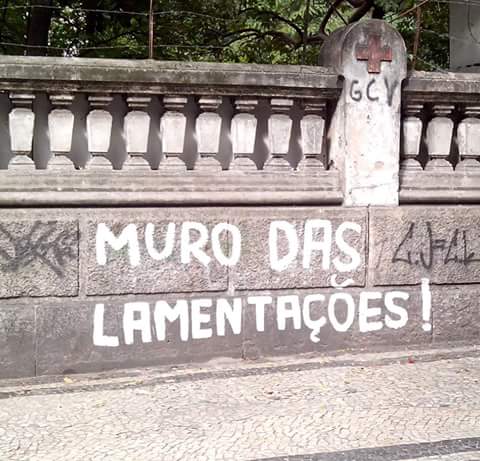 GCV
MURO DAS
LAMENTAÇÕES!